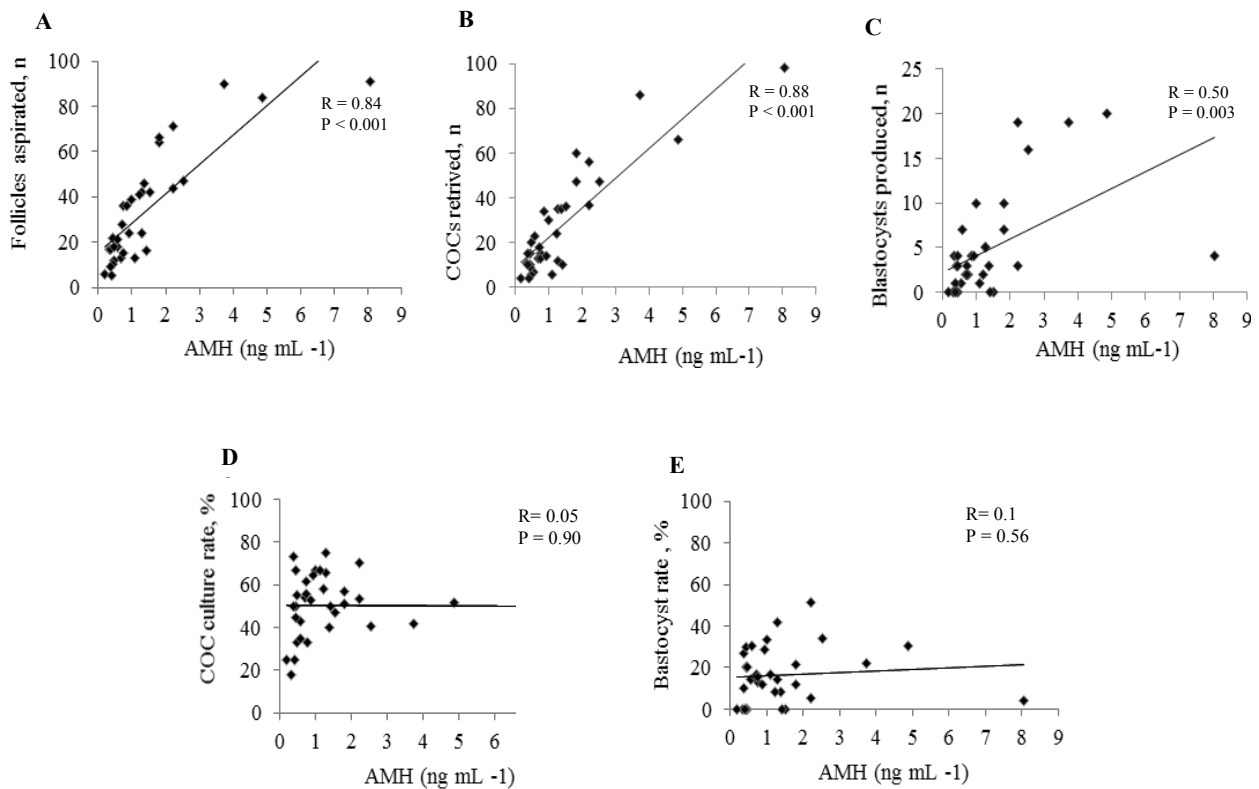 A
Follicles aspirated, n
100
80
60
40
20
0
R = 0.84
P < 0.001
0 1 2 3 4 5 6 7 8 9
AMH (ng mL -1)
B
COCs retrived, n
100
80
60
40
20
0
R = 0.88
P < 0.001
0 1 2 3 4 5 6 7 8 9
AMH (ng mL-1)
C
Blastocysts produced, n
25
20
15
10
5
0
R = 0.50
P = 0.003
0 1 2 3 4 5 6 7 8 9
AMH (ng mL-1)
D
COC culture rate, %
100
80
60
40
20
0
R= 0.05
P = 0.90
0 1 2 3 4 5 6
AMH (ng mL -1)
E
Bastocyst rate , %
100
80
60
40
20
0
R= 0.1
P = 0.56
0 1 2 3 4 5 6 7 8 9
AMH (ng mL -1)